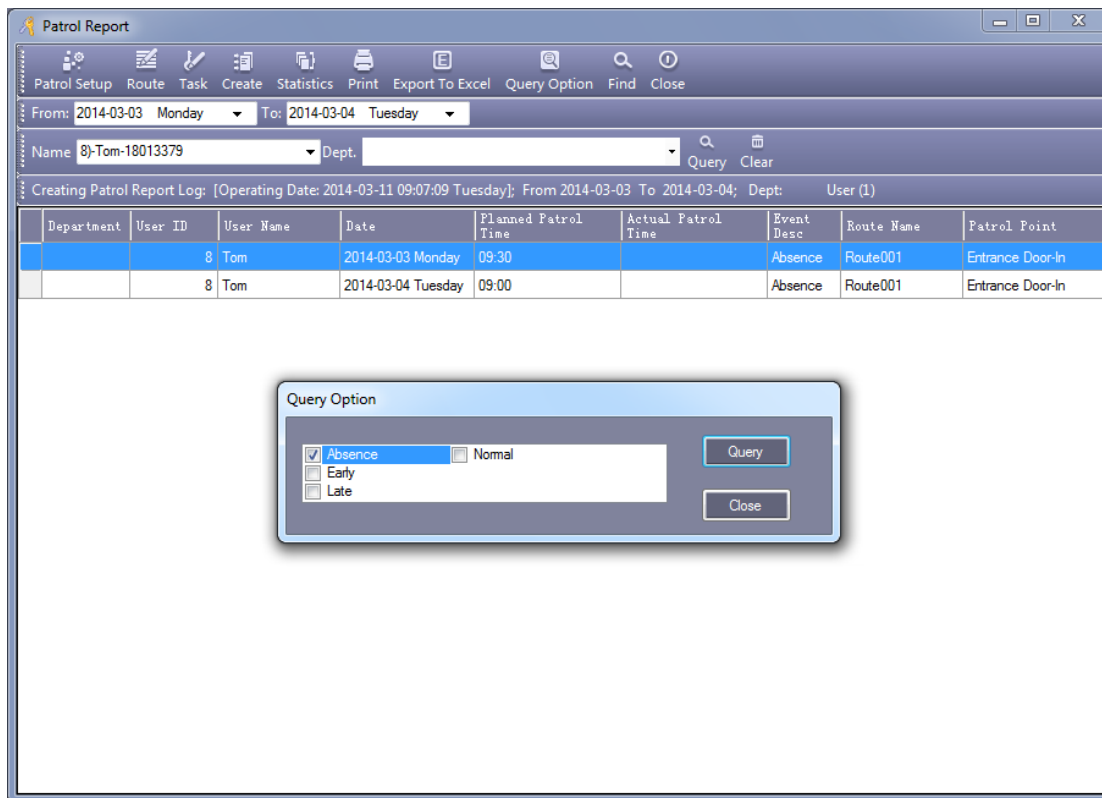 Patrol Report
Patrol Setup Route Task Create Statistics Print Export To Excel Query Option Find Close
From: 2014-03-03 Monday To: 2014-03-04 Tuesday
Name 8)-Tom-18013379 Dept. Query Clear
Creating Patrol Report Log: [Operating Date: 2014-03-11 09:07:09 Tuesday]; From 2014-03-03 To 2014-03-04; Dept: User (1)
Department User ID User Name Date Planned Patrol Time Actual Patrol Time Event Desc Route Name Patrol Point
8 Tom 2014-03-03 Monday 09:30 Absence Route001 Entrance Door-In
8 Tom 2014-03-04 Tuesday 09:00 Absence Route001 Entrance Door-In
Query Option
Absence Normal
Early
Late
Query
Close